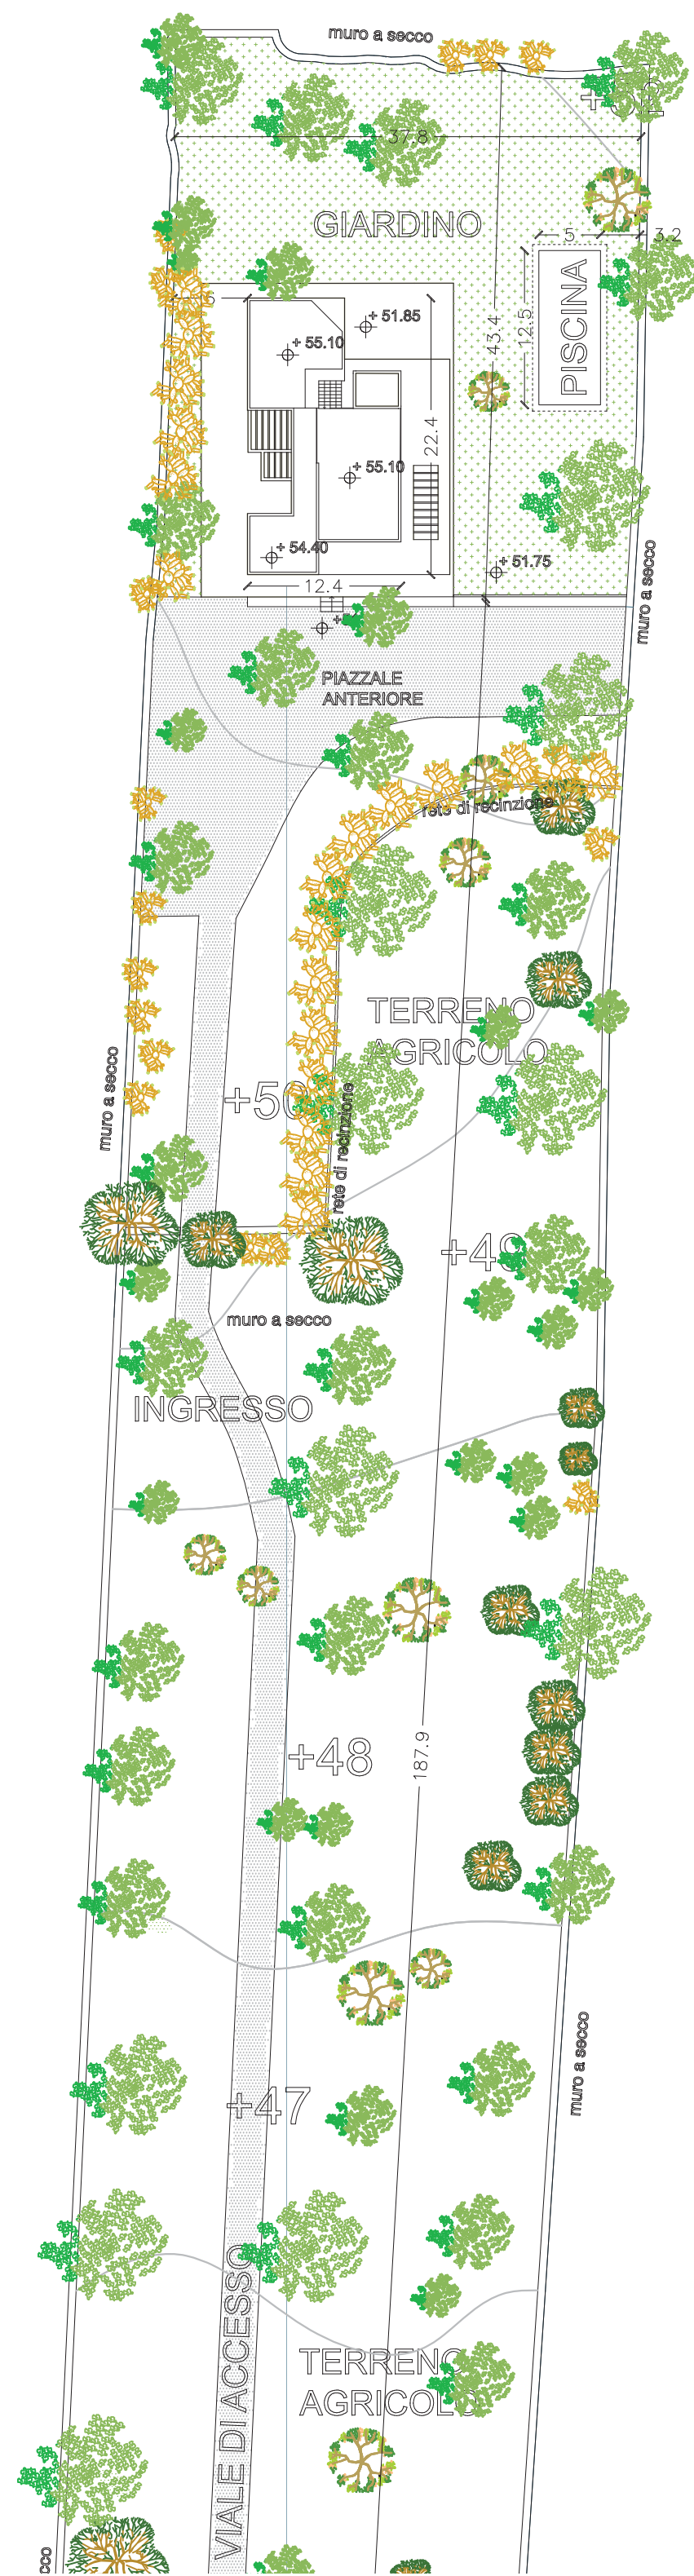 muro a secco
37.8
GIARDINO
5
3.2
PISCINA
12.5
43.4
+ 51.85
+ 55.10
22.4
+ 55.10
+ 54.40
+ 51.75
12.4
muro a secco
PIAZZALE
ANTERIORE
rete di recinzione
TERRENO
AGRICOLO
muro a secco
+50
rete di recinzione
+49
muro a secco
INGRESSO
+48
187.9
muro a secco
+47
VIALE DI ACCESSO
TERRENO
AGRICOLO